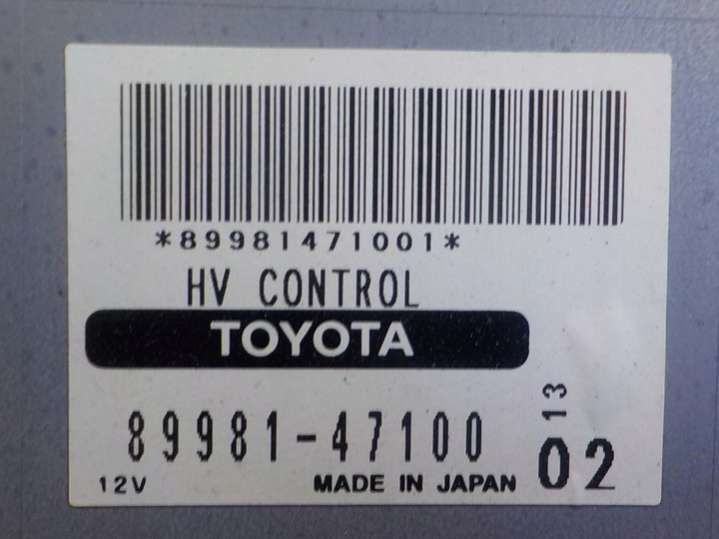 *89981471001*
HV CONTROL
TOYOTA
89981-47100
13
02
12V
MADE IN JAPAN